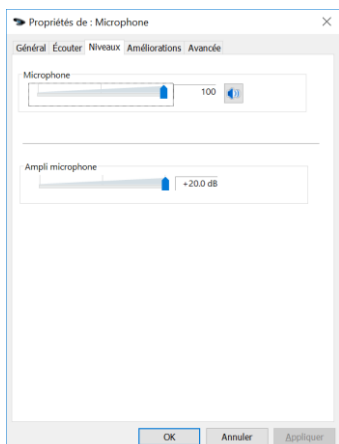 Propriétés de : Microphone
Général Écouter Niveaux Améliorations Avancée
Microphone
100
Ampli microphone
+20.0 dB
OK Annuler Appliquer